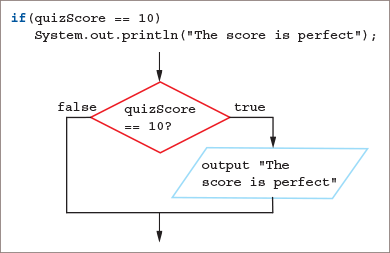 if(quizScore == 10)
System.out.println("The score is perfect");
false
quizScore
== 10?
true
output "The
score is perfect"